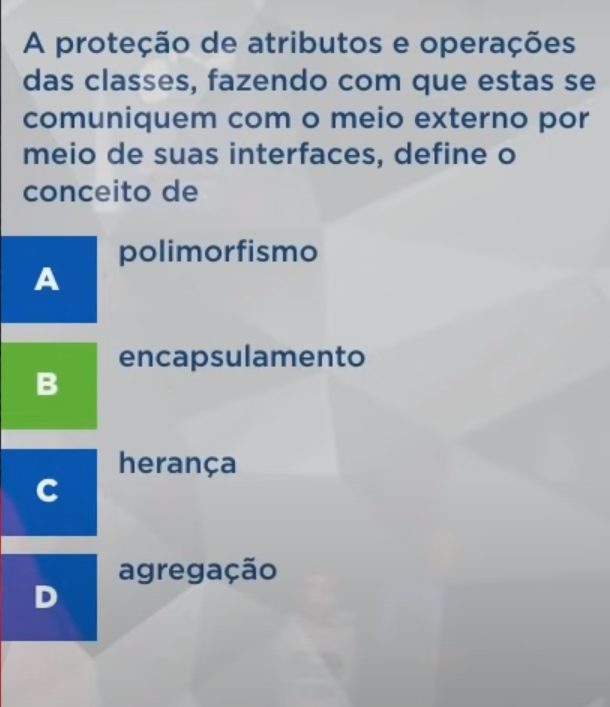 A proteção de atributos e operações
das classes, fazendo com que estas se
comuniquem com o meio externo por
meio de suas interfaces, define o
conceito de
A
polimorfismo
B
encapsulamento
C
herança
D
agregação